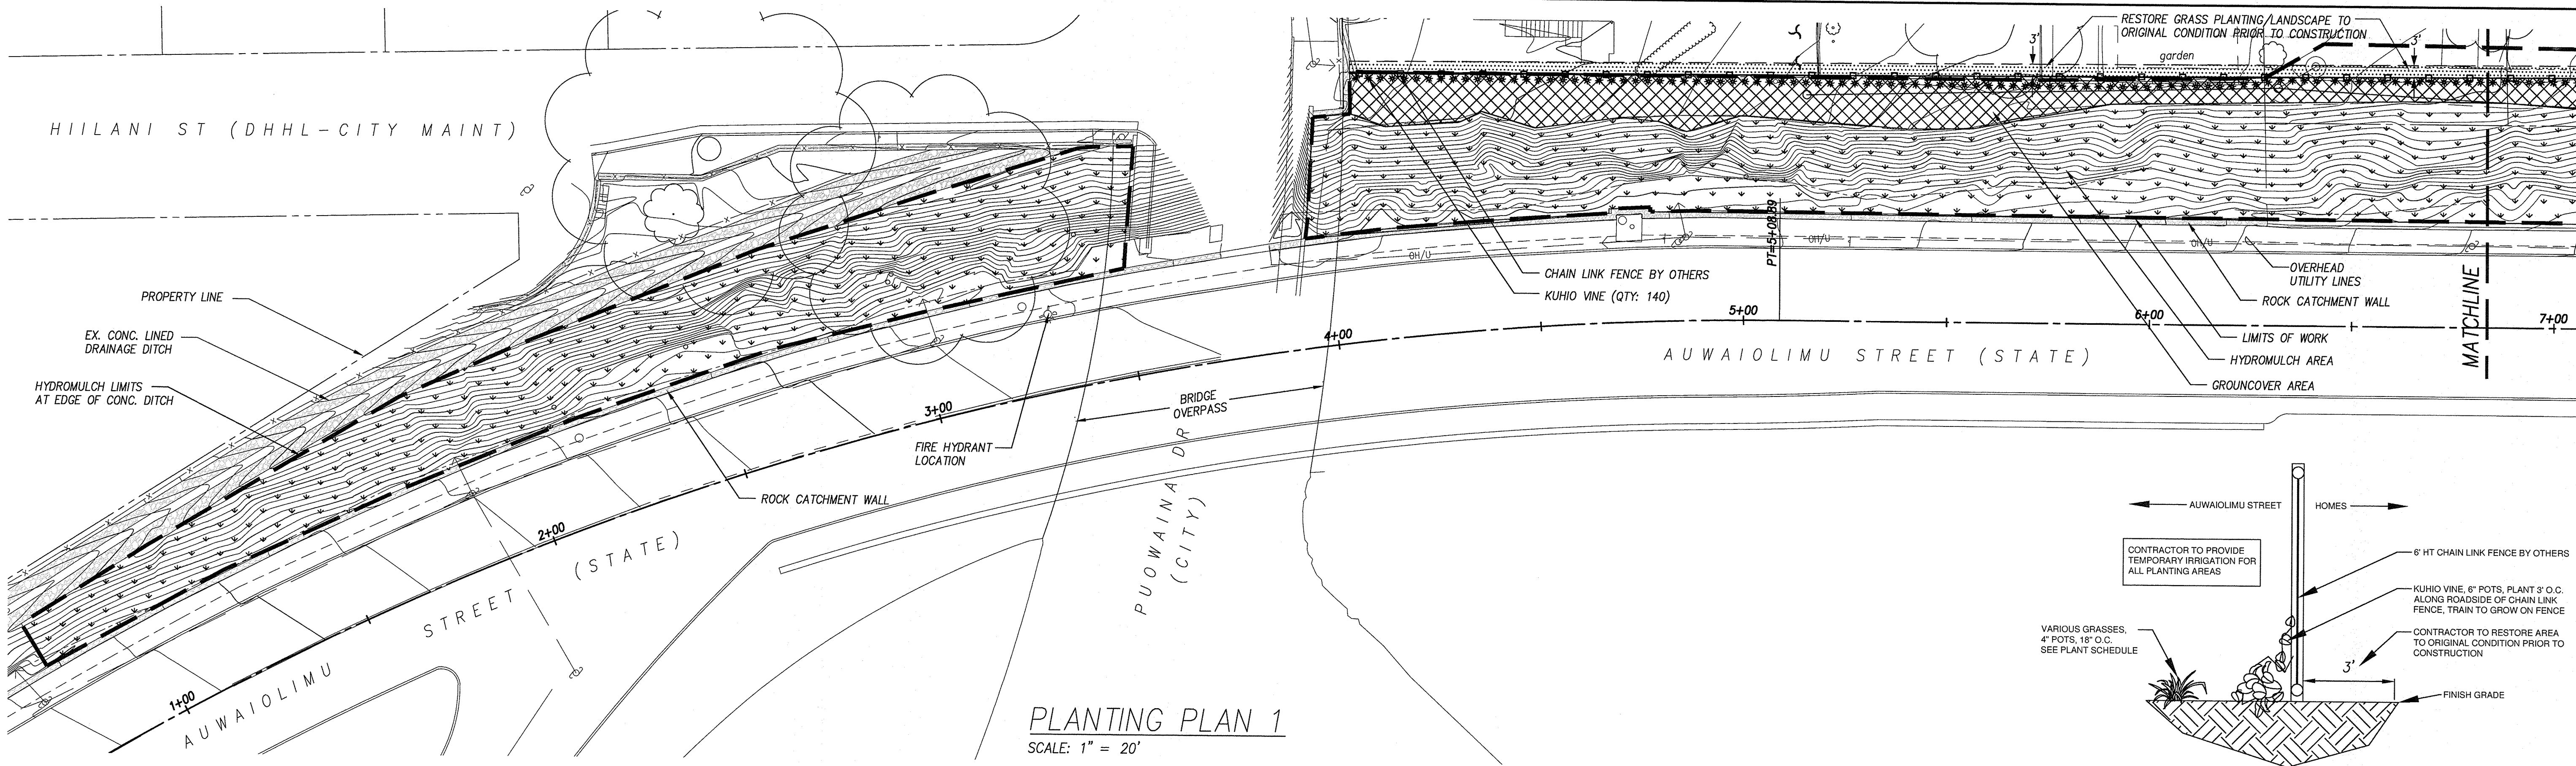 RESTORE GRASS PLANTING LANDSCAPE TO
ORIGINAL CONDITION PRIOR TO CONSTRUCTION
3'
3'
garden
HIILANI ST (DHHL-CITY MAINT)
PROPERTY LINE
EX. CONC. LINED
DRAINAGE DITCH
HYDROMULCH LIMITS
AT EDGE OF CONC. DITCH
CHAIN LINK FENCE BY OTHERS
KUHIO VINE (QTY: 140)
PT=5+08.89
OH/U
OH/U
OH/U
OVERHEAD
UTILITY LINES
ROCK CATCHMENT WALL
LIMITS OF WORK
HYDROMULCH AREA
GROUNCOVER AREA
MATCHLINE
1+00
2+00
3+00
4+00
5+00
6+00
7+00
AUWAIOLIMU STREET (STATE)
BRIDGE
OVERPASS
FIRE HYDRANT
LOCATION
ROCK CATCHMENT WALL
AUWAIOLIMU STREET (STATE)
PUOWAINA DR
(CITY)
PLANTING PLAN 1
SCALE: 1" = 20'
AUWAIOLIMU STREET
HOMES
CONTRACTOR TO PROVIDE
TEMPORARY IRRIGATION FOR
ALL PLANTING AREAS
6' HT CHAIN LINK FENCE BY OTHERS
KUHIO VINE, 6" POTS, PLANT 3' O.C.
ALONG ROADSIDE OF CHAIN LINK
FENCE, TRAIN TO GROW ON FENCE
VARIOUS GRASSES,
4" POTS, 18" O.C.
SEE PLANT SCHEDULE
CONTRACTOR TO RESTORE AREA
TO ORIGINAL CONDITION PRIOR TO
CONSTRUCTION
3'
FINISH GRADE